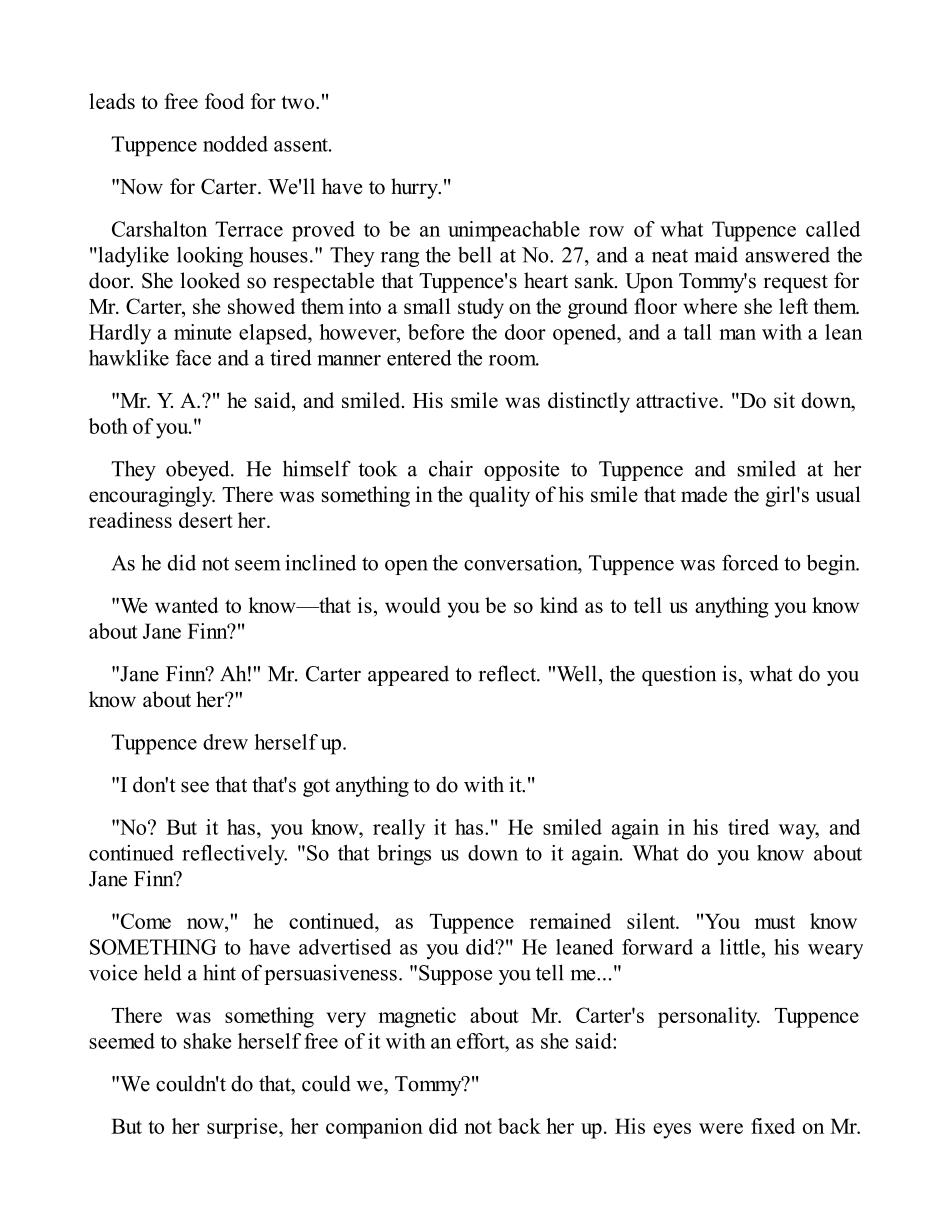 leads to free food for two."
Tuppence nodded assent.
"Now for Carter. We'll have to hurry."
Carshalton Terrace proved to be an unimpeachable row of what Tuppence called
"ladylike looking houses." They rang the bell at No. 27, and a neat maid answered the
door. She looked so respectable that Tuppence's heart sank. Upon Tommy's request for
Mr. Carter, she showed them into a small study on the ground floor where she left them.
Hardly a minute elapsed, however, before the door opened, and a tall man with a lean
hawklike face and a tired manner entered the room.
"Mr. Y. A.?" he said, and smiled. His smile was distinctly attractive. "Do sit down,
both of you."
They obeyed. He himself took a chair opposite to Tuppence and smiled at her
encouragingly. There was something in the quality of his smile that made the girl's usual
readiness desert her.
As he did not seem inclined to open the conversation, Tuppence was forced to begin.
"We wanted to know—that is, would you be so kind as to tell us anything you know
about Jane Finn?"
"Jane Finn? Ah!" Mr. Carter appeared to reflect. "Well, the question is, what do you
know about her?"
Tuppence drew herself up.
"I don't see that that's got anything to do with it."
"No? But it has, you know, really it has." He smiled again in his tired way, and
continued reflectively. "So that brings us down to it again. What do you know about
Jane Finn?
"Come now," he continued, as Tuppence remained silent. "You must know
SOMETHING to have advertised as you did?" He leaned forward a little, his weary
voice held a hint of persuasiveness. "Suppose you tell me..."
There was something very magnetic about Mr. Carter's personality. Tuppence
seemed to shake herself free of it with an effort, as she said:
"We couldn't do that, could we, Tommy?"
But to her surprise, her companion did not back her up. His eyes were fixed on Mr.